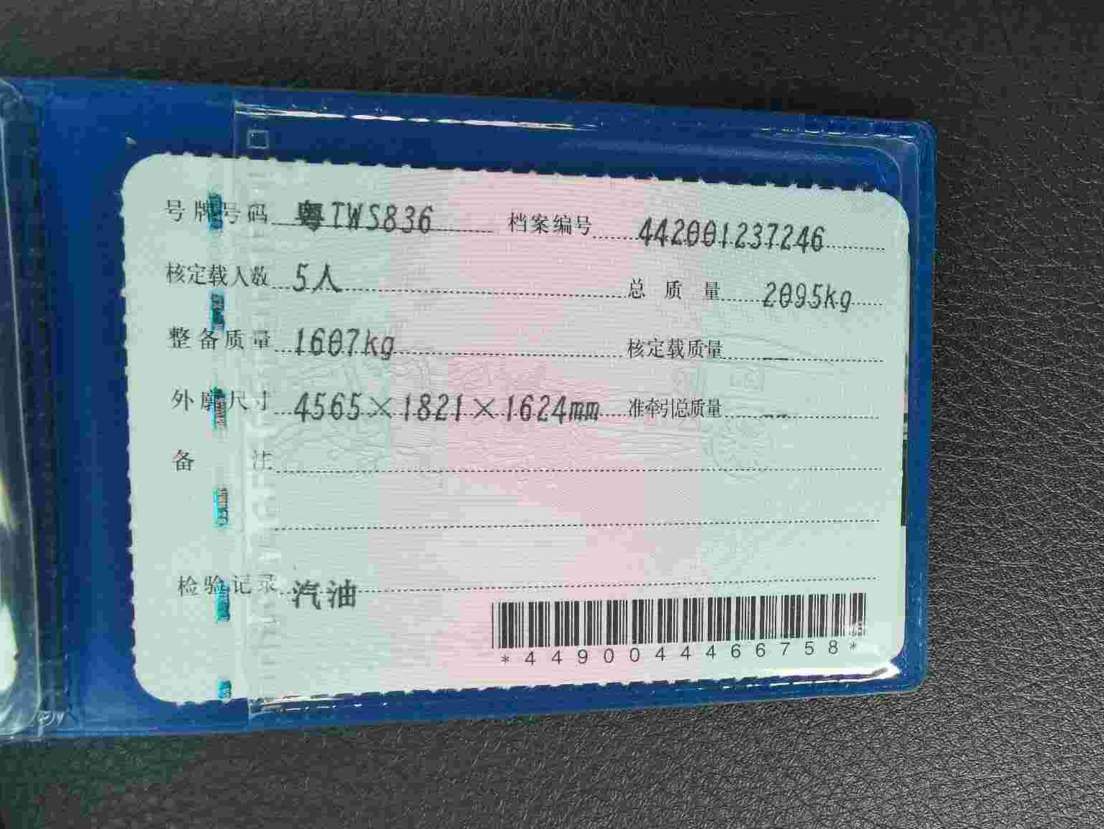 号牌号码 粤TWS836 档案编号 442001237246
核定载人数 5人 总质量 2095kg
整备质量 1607kg 核定载质量 --
外廓尺寸 4565×1821×1624mm 准牵引总质量 --
备注
检验记录 汽油
*4490044466758*